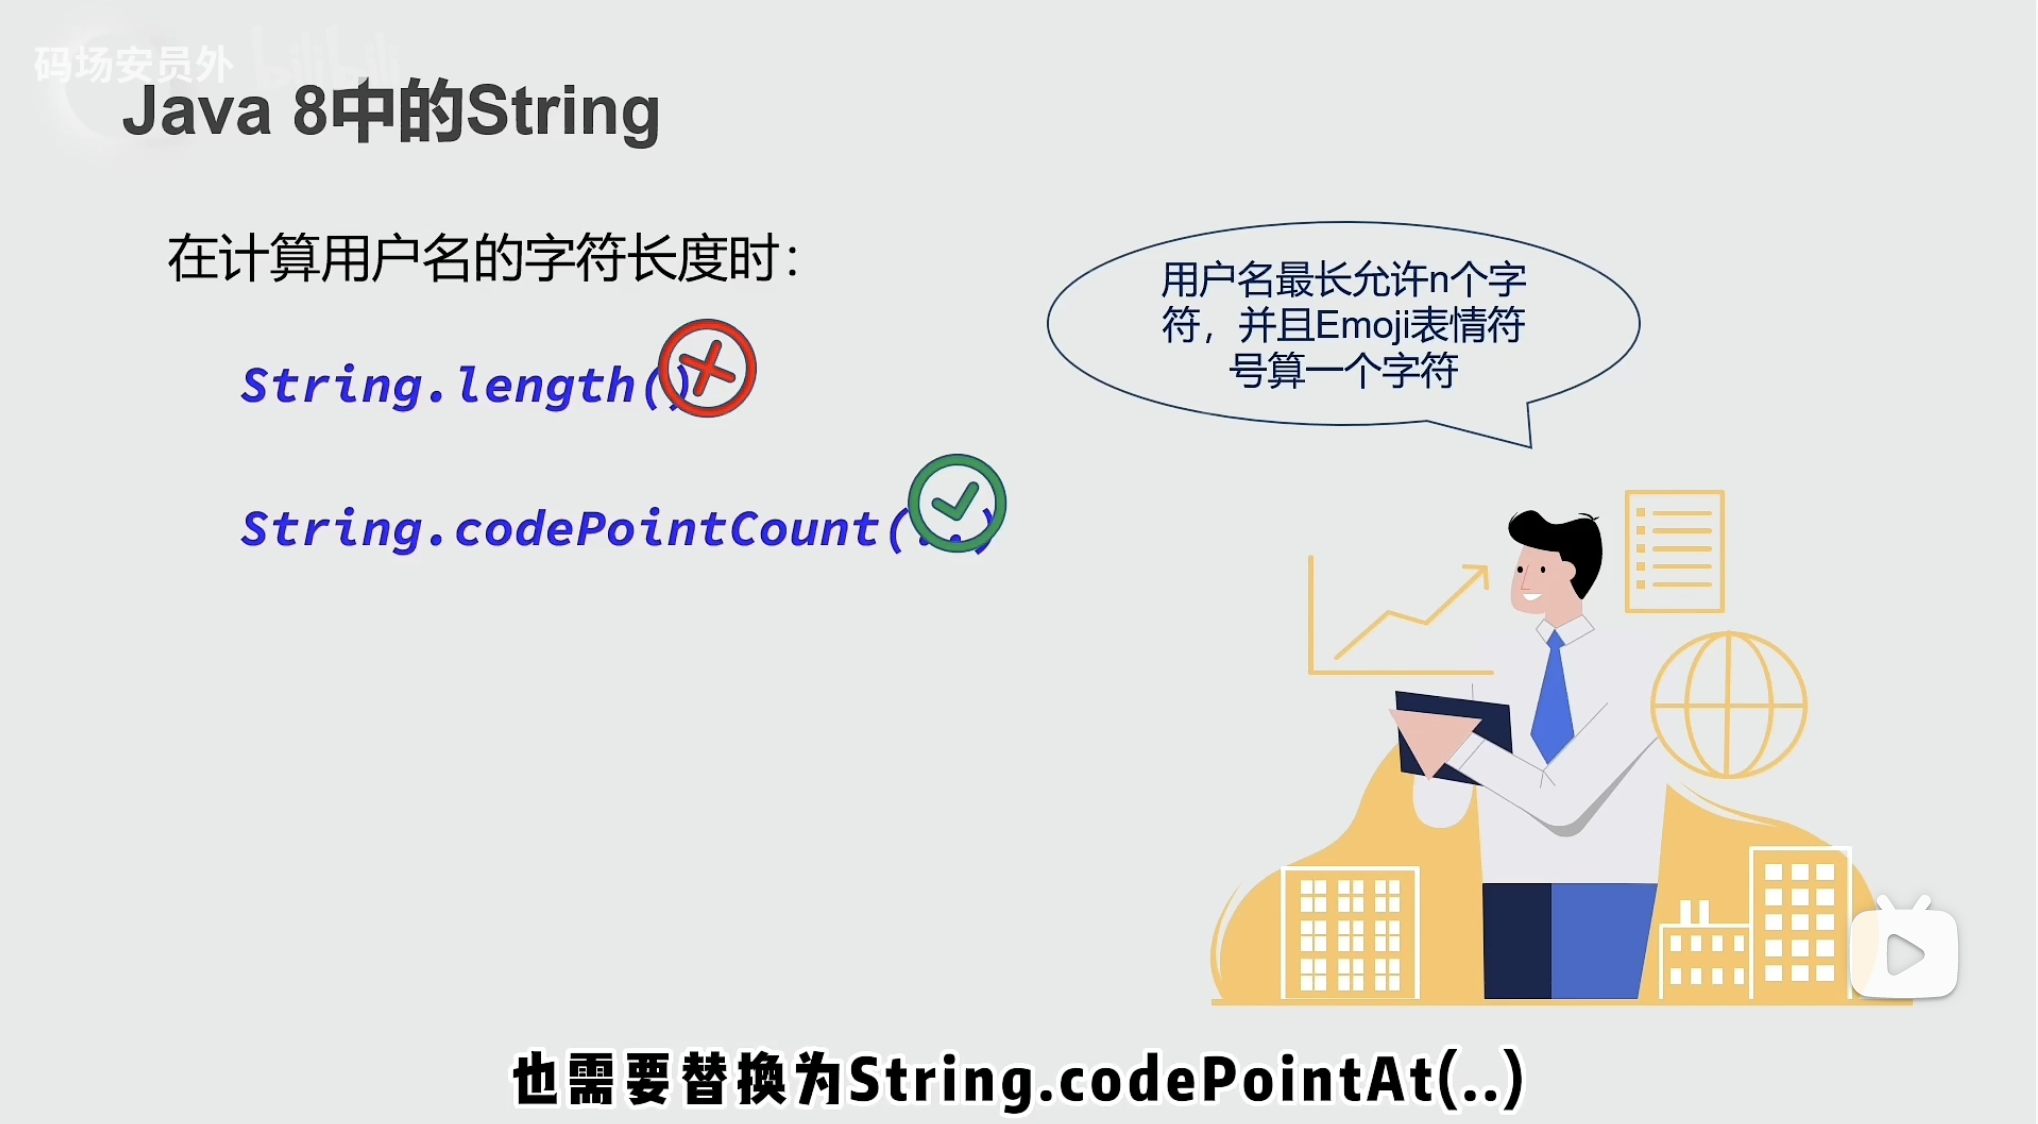 码场安员外 bilibili
Java 8中的String
在计算用户名的字符长度时：
String.length()
String.codePointCount(..)
用户名最长允许n个字
符，并且Emoji表情符
号算一个字符
也需要替换为String.codePointAt(..)